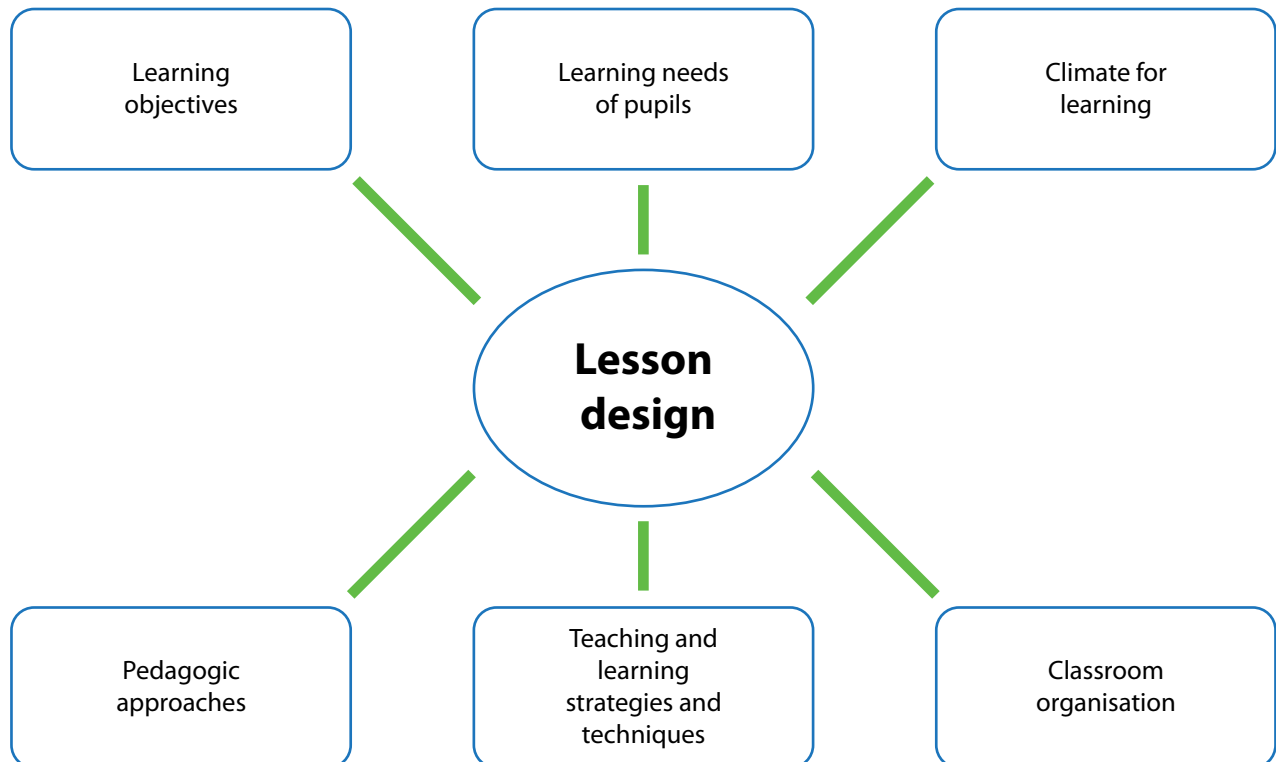 Learning
objectives
Learning needs
of pupils
Climate for
learning
Lesson
design
Pedagogic
approaches
Teaching and
learning
strategies and
techniques
Classroom
organisation